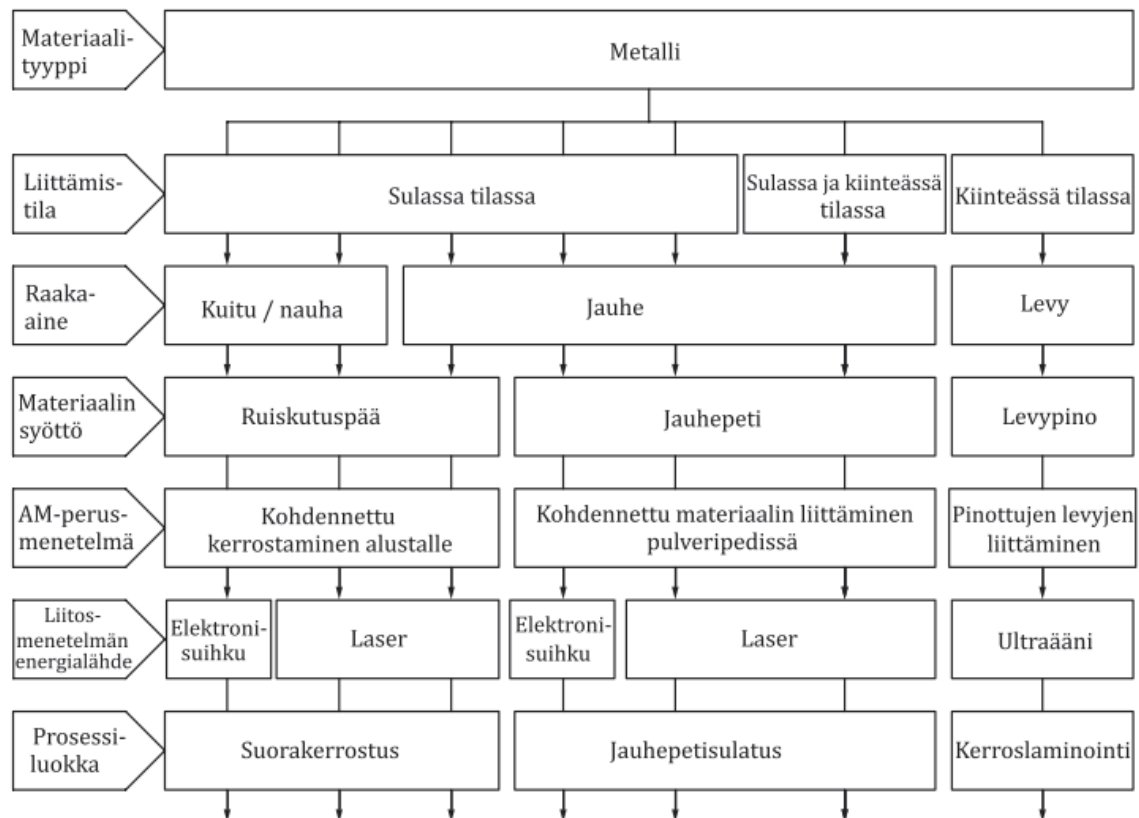 Materiaali-
tyyppi
Metalli
Liittämis-
tila
Sulassa tilassa
Sulassa ja kiinteässä
tilassa
Kiinteässä tilassa
Raaka-
aine
Kuitu / nauha
Jauhe
Levy
Materiaalin
syöttö
Ruiskutuspää
Jauhepeti
Levypino
AM-perus-
menetelmä
Kohdennettu
kerrostaminen alustalle
Kohdennettu materiaalin liittäminen
pulveripedissä
Pinottujen levyjen
liittäminen
Liitos-
menetelmän
energialähde
Elektroni-
suihku
Laser
Elektroni-
suihku
Laser
Ultraääni
Prosessi-
luokka
Suorakerrostus
Jauhepetisulatus
Kerroslaminointi